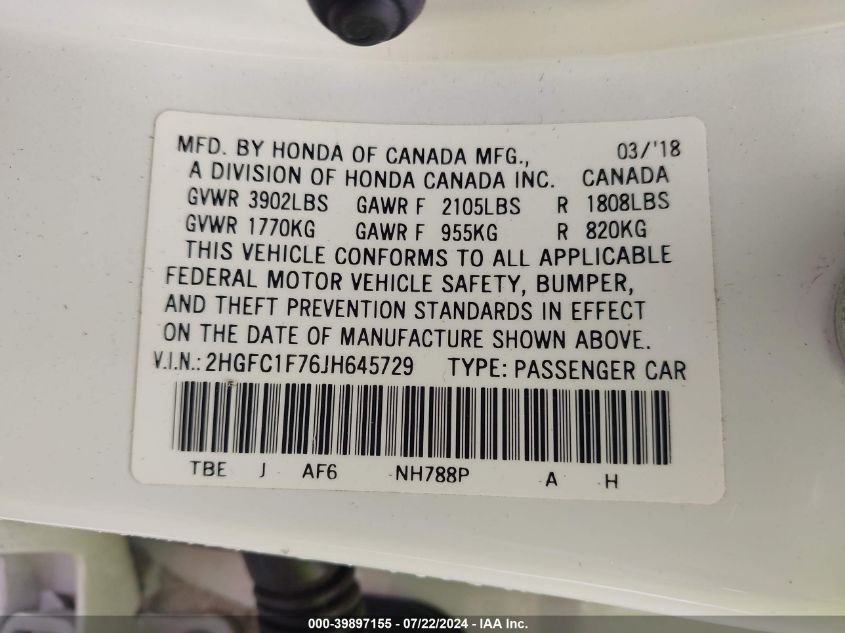 MFD. BY HONDA OF CANADA MFG., 03/'18
A DIVISION OF HONDA CANADA INC. CANADA
GVWR 3902LBS GAWR F 2105LBS R 1808LBS
GVWR 1770KG GAWR F 955KG R 820KG
THIS VEHICLE CONFORMS TO ALL APPLICABLE
FEDERAL MOTOR VEHICLE SAFETY, BUMPER,
AND THEFT PREVENTION STANDARDS IN EFFECT
ON THE DATE OF MANUFACTURE SHOWN ABOVE.
V.I.N.: 2HGFC1F76JH645729 TYPE: PASSENGER CAR
TBE J AF6 NH788P A H
000-39897155 - 07/22/2024 - IAA Inc.